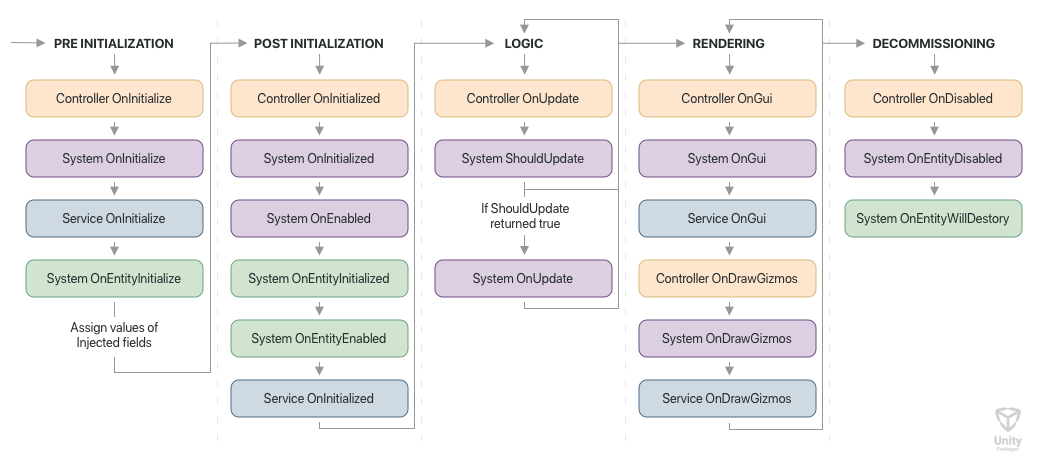 PRE INITIALIZATION
Controller OnInitialize
System OnInitialize
Service OnInitialize
System OnEntityInitialize
Assign values of
Injected fields
POST INITIALIZATION
Controller OnInitialized
System OnInitialized
System OnEnabled
System OnEntityInitialized
System OnEntityEnabled
Service OnInitialized
LOGIC
Controller OnUpdate
System ShouldUpdate
If ShouldUpdate
returned true
System OnUpdate
RENDERING
Controller OnGui
System OnGui
Service OnGui
Controller OnDrawGizmos
System OnDrawGizmos
Service OnDrawGizmos
DECOMMISSIONING
Controller OnDisabled
System OnEntityDisabled
System OnEntityWillDestory
Unity
Packages